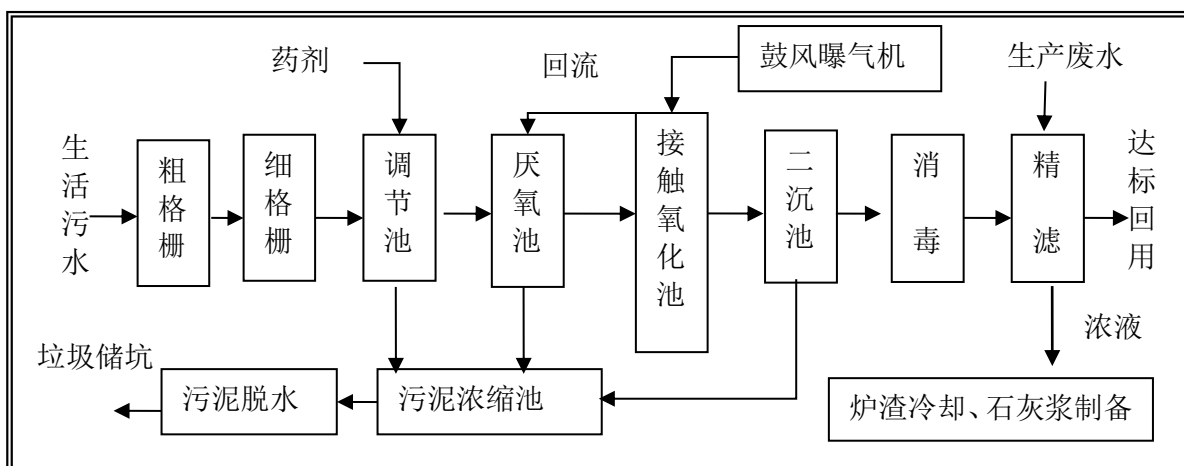 药剂
回流
鼓风曝气机
生产废水
生活污水
粗格栅
细格栅
调节池
厌氧池
接触氧化池
二沉池
消毒
精滤
达标回用
浓液
垃圾储坑
污泥脱水
污泥浓缩池
炉渣冷却、石灰浆制备